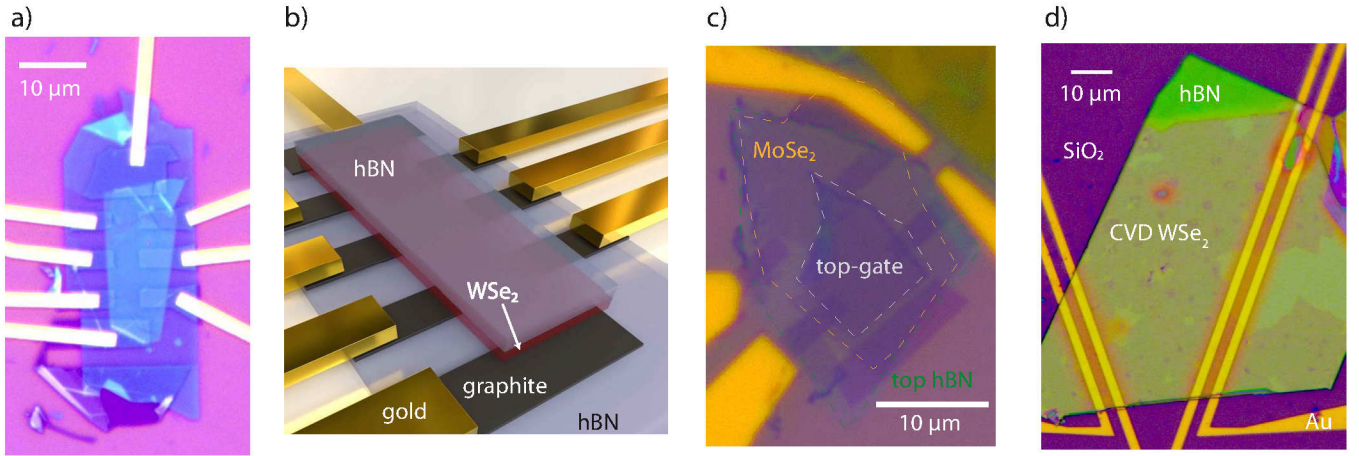 a)
10 µm
b)
hBN
WSe₂
graphite
gold
hBN
c)
MoSe₂
top-gate
top hBN
10 µm
d)
10 µm
hBN
SiO₂
CVD WSe₂
Au